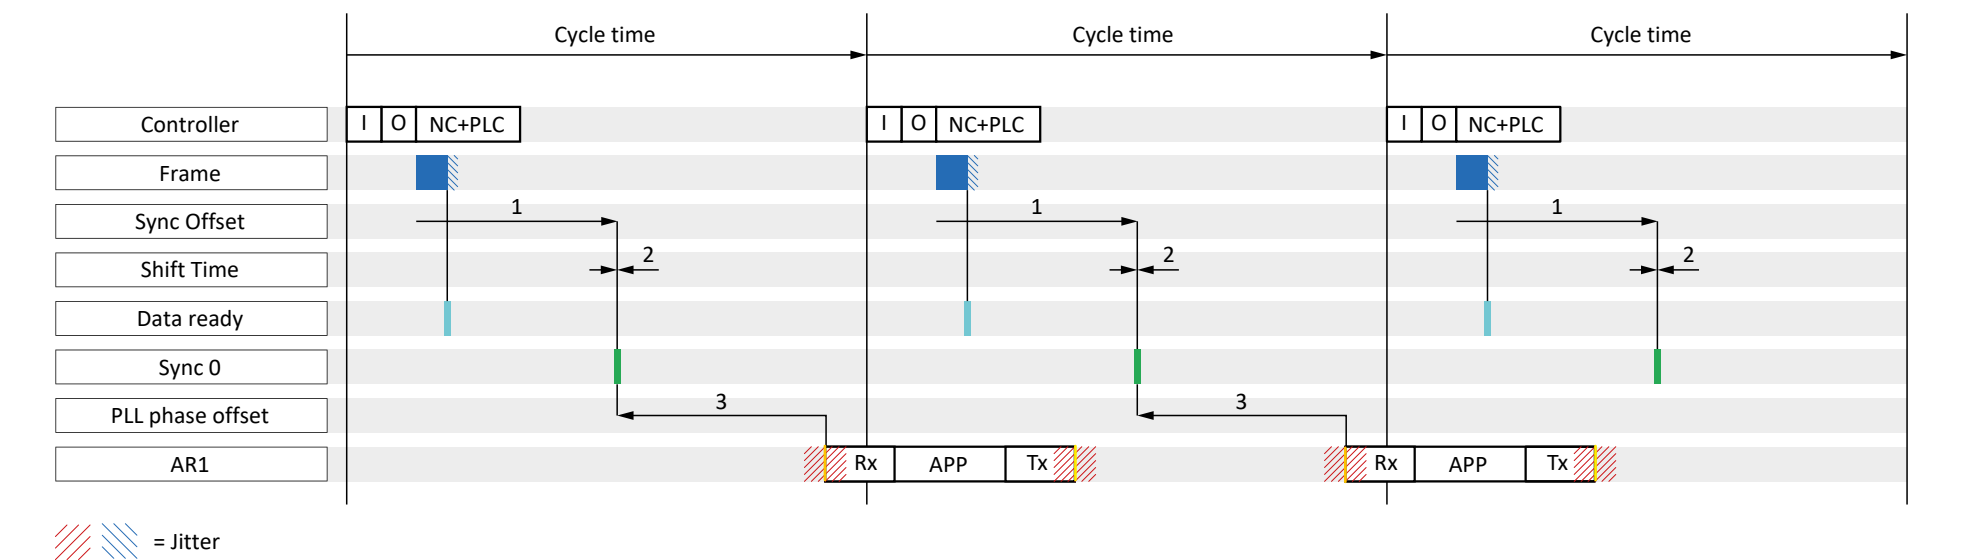 Cycle time Cycle time Cycle time
Controller I O NC+PLC I O NC+PLC I O NC+PLC
Frame
Sync Offset 1 1 1
Shift Time 2 2 2
Data ready
Sync 0
PLL phase offset 3 3
AR1 Rx APP Tx Rx APP Tx
= Jitter